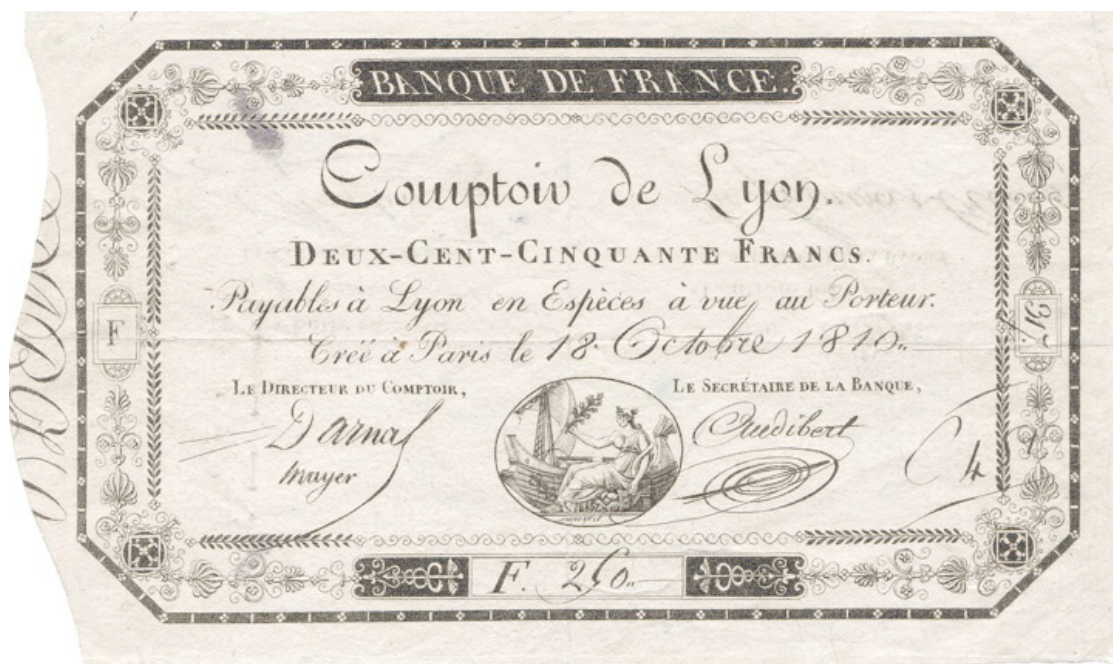 BANQUE DE FRANCE.
Comptoir de Lyon.
DEUX-CENT-CINQUANTE FRANCS.
Payables à Lyon en Espèces à vue, au Porteur.
F
Créé à Paris le 18 Octobre 1810
LE DIRECTEUR DU COMPTOIR,
LE SECRÉTAIRE DE LA BANQUE,
Darnal
Audibert
mayer
4
F. 250